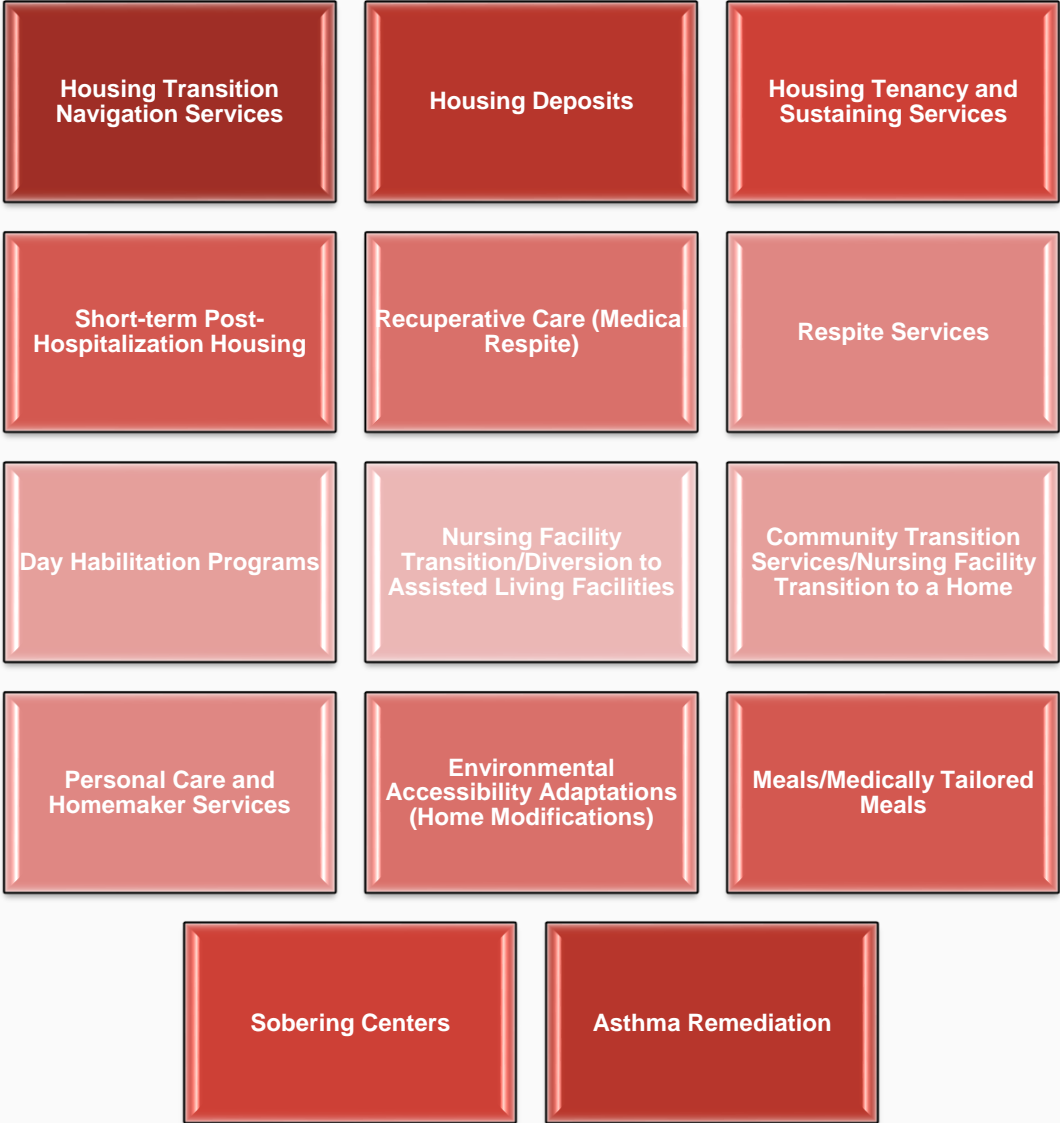 Housing Transition
Navigation Services
Housing Deposits
Housing Tenancy and
Sustaining Services
Short-term Post-
Hospitalization Housing
Recuperative Care (Medical
Respite)
Respite Services
Day Habilitation Programs
Nursing Facility
Transition/Diversion to
Assisted Living Facilities
Community Transition
Services/Nursing Facility
Transition to a Home
Personal Care and
Homemaker Services
Environmental
Accessibility Adaptations
(Home Modifications)
Meals/Medically Tailored
Meals
Sobering Centers
Asthma Remediation